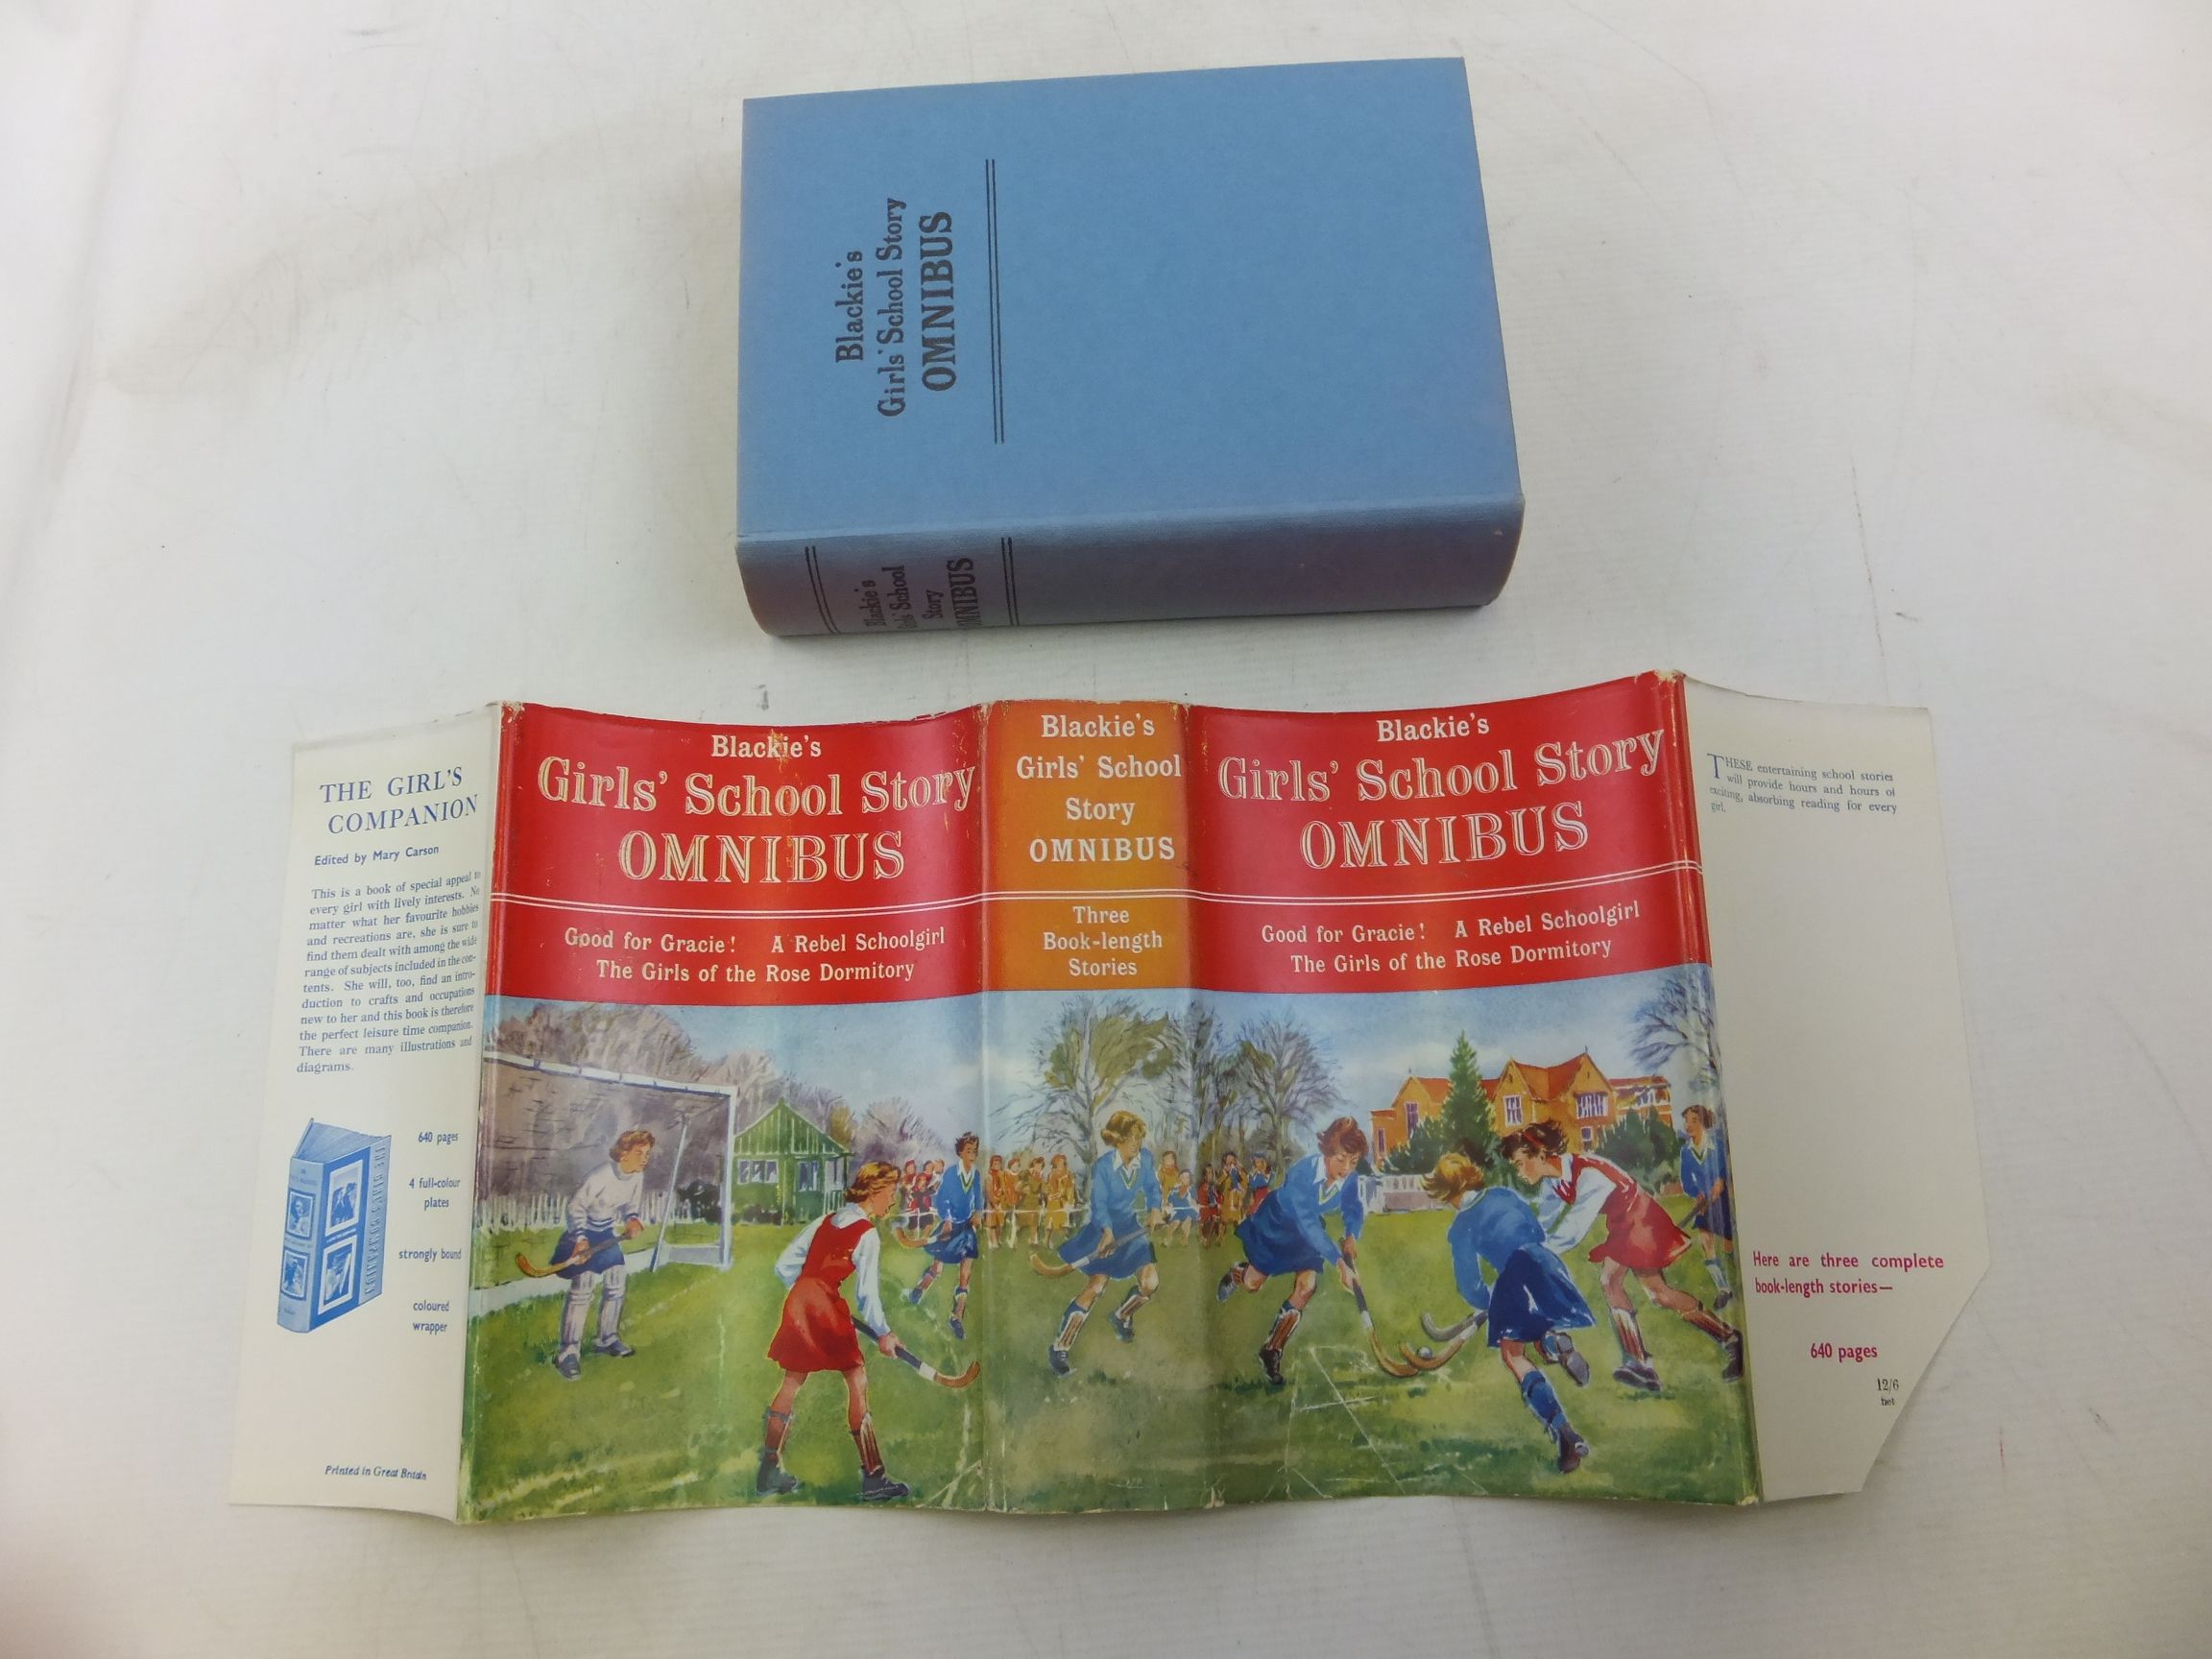 Blackie's
Girls' School Story
OMNIBUS
Blackie's
Girls' School
Story
OMNIBUS
THE GIRL'S
COMPANION
Edited by Mary Carson
This is a book of special appeal to
every girl with lively interests. No
matter what her favourite hobbies
and recreations are, she is sure to
find them dealt with among the wide
range of subjects included in the con-
tents. She will, too, find an intro-
duction to crafts and occupations
new to her and this book is therefore
the perfect leisure time companion.
There are many illustrations and
diagrams.
640 pages
4 full-colour
plates
strongly bound
coloured
wrapper
Printed in Great Britain
Blackie's
Girls' School Story
OMNIBUS
Good for Gracie! A Rebel Schoolgirl
The Girls of the Rose Dormitory
Blackie's
Girls' School
Story
OMNIBUS
Three
Book-length
Stories
Blackie's
Girls' School Story
OMNIBUS
Good for Gracie! A Rebel Schoolgirl
The Girls of the Rose Dormitory
THESE entertaining school stories
will provide hours and hours of
exciting, absorbing reading for every
girl.
Here are three complete
book-length stories—
640 pages
12/6
net